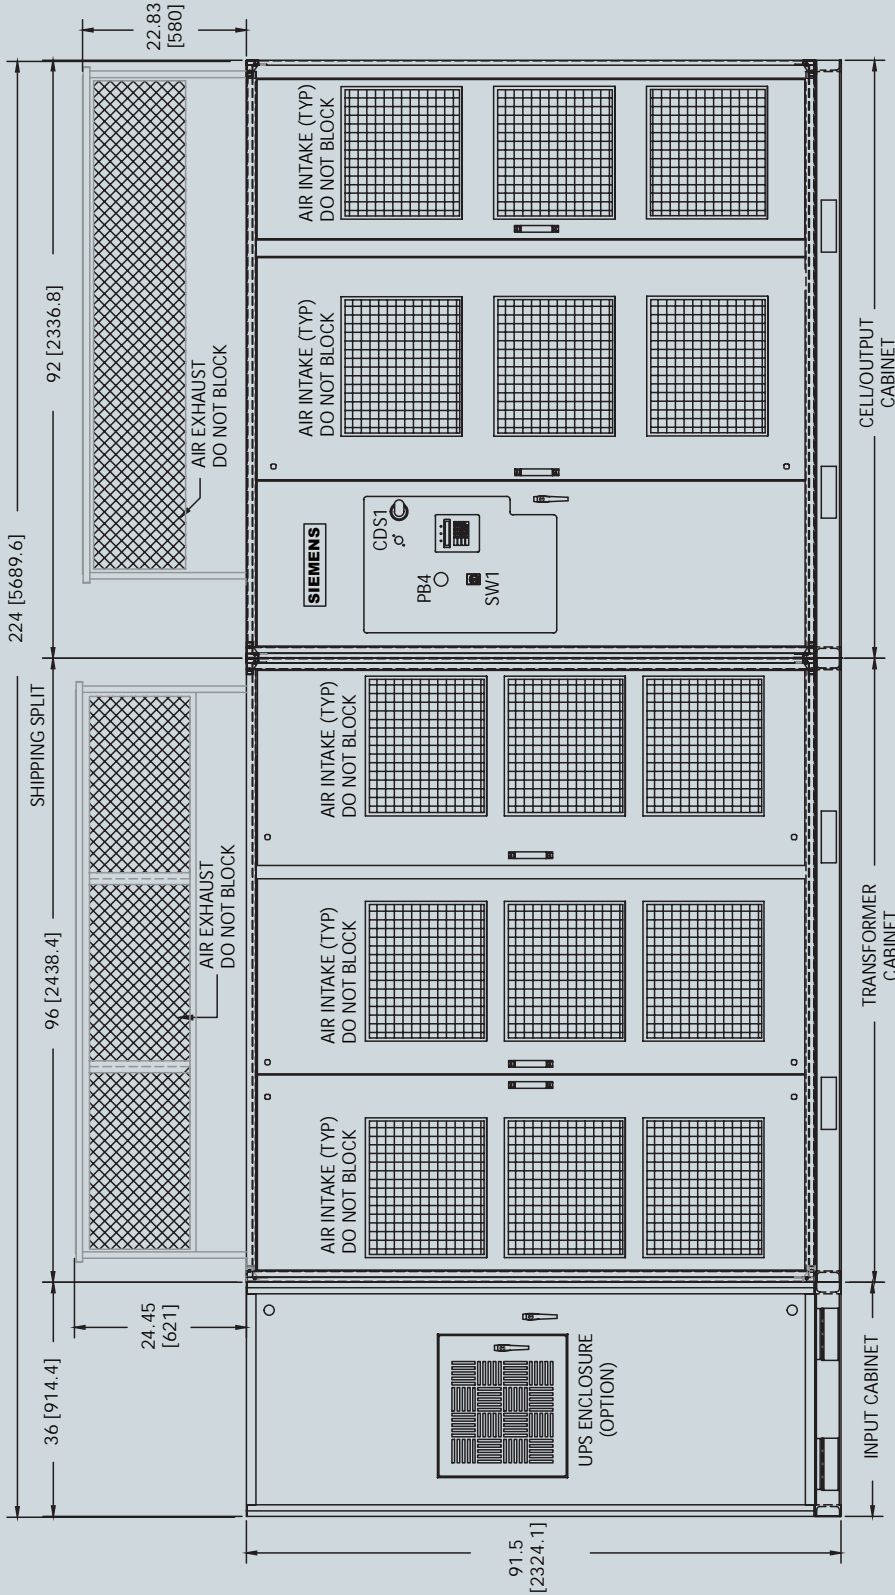 224 [5689.6]
36 [914.4]
96 [2438.4]
92 [2336.8]
SHIPPING SPLIT
24.45
[621]
22.83
[580]
AIR EXHAUST
DO NOT BLOCK
AIR EXHAUST
DO NOT BLOCK
91.5
[2324.1]
UPS ENCLOSURE
(OPTION)
AIR INTAKE (TYP)
DO NOT BLOCK
AIR INTAKE (TYP)
DO NOT BLOCK
AIR INTAKE (TYP)
DO NOT BLOCK
SIEMENS
CDS1
PB4
SW1
AIR INTAKE (TYP)
DO NOT BLOCK
AIR INTAKE (TYP)
DO NOT BLOCK
INPUT CABINET
TRANSFORMER
CABINET
CELL/OUTPUT
CABINET